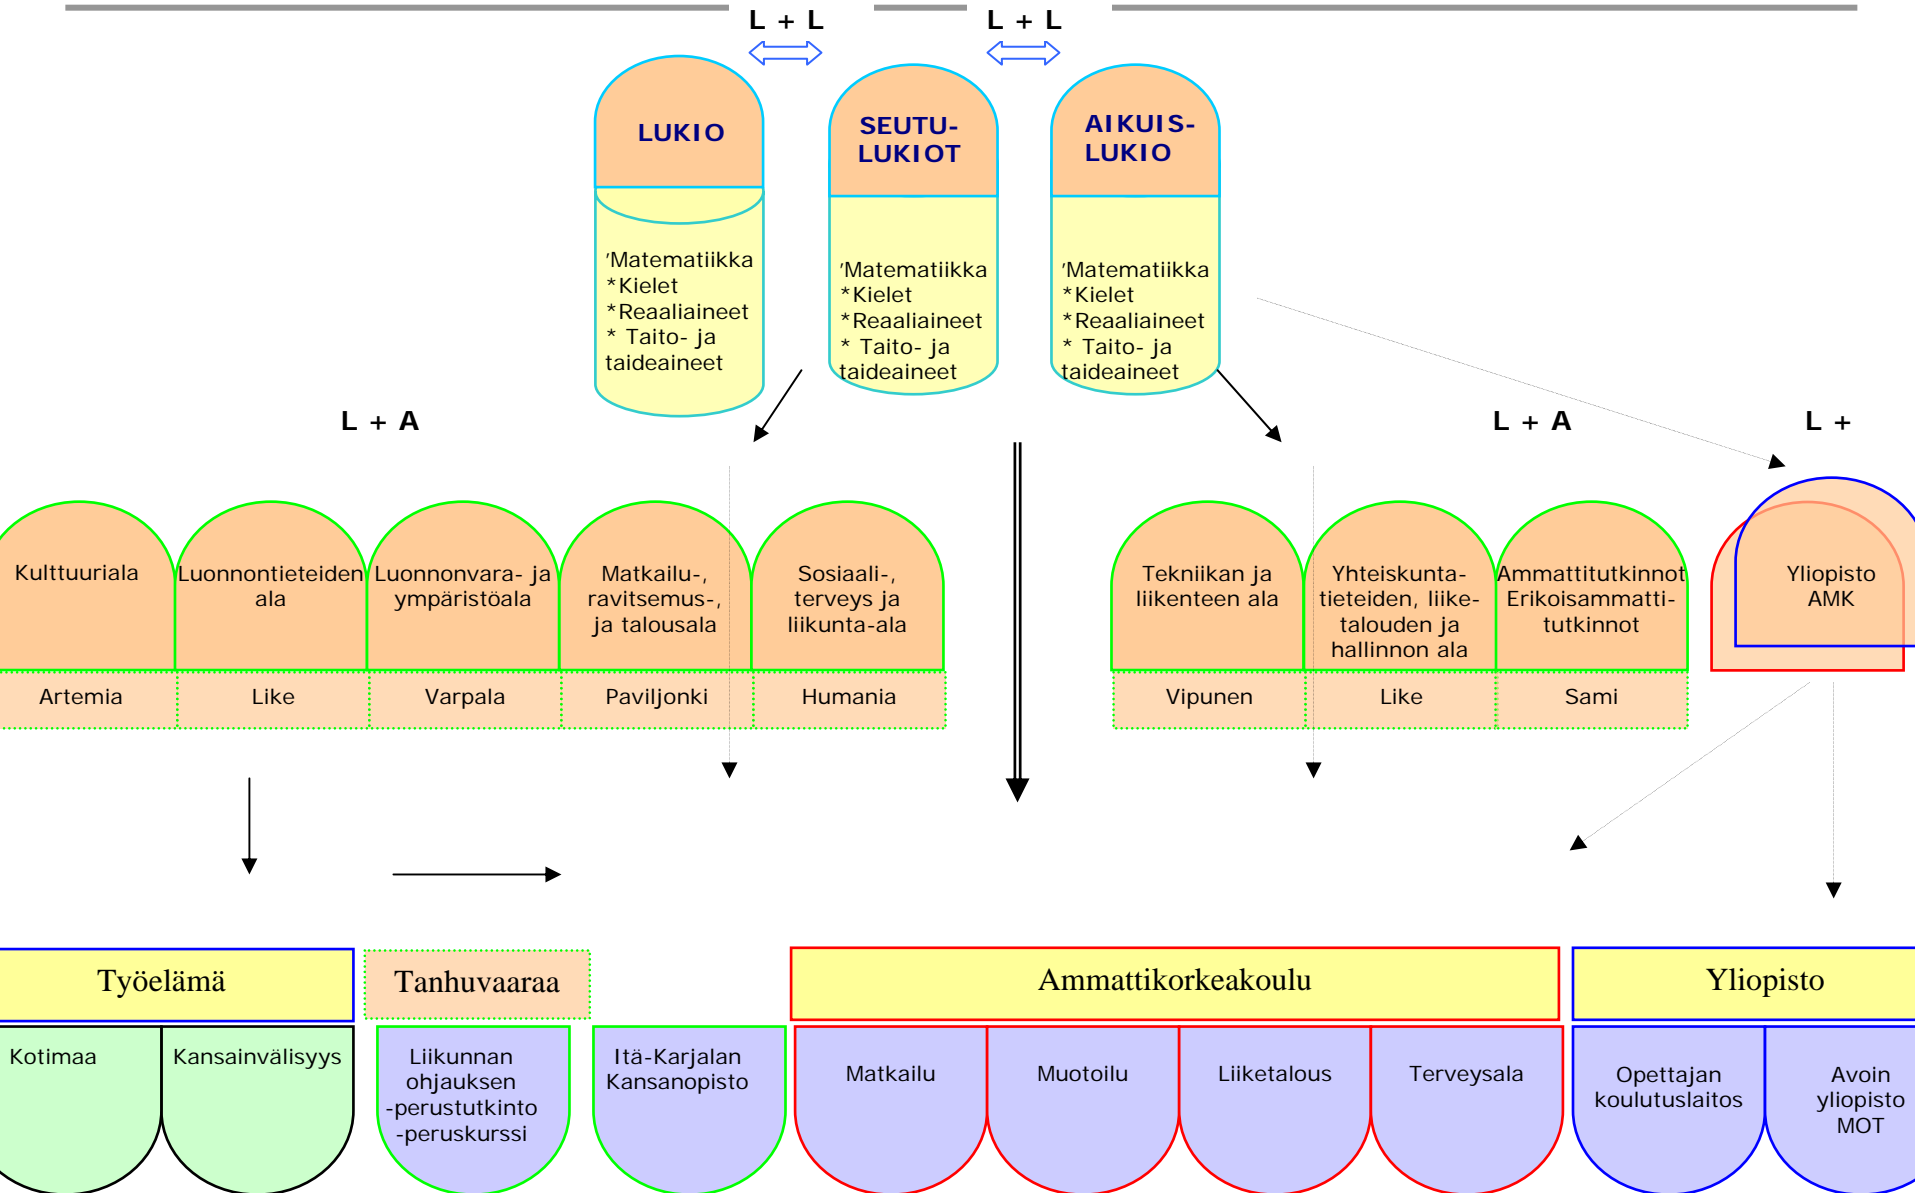 L + L
L + L
LUKIO
SEUTU-
LUKIOT
AIKUIS-
LUKIO
'Matematiikka
*Kielet
*Reaaliaineet
* Taito- ja
taideaineet
'Matematiikka
*Kielet
*Reaaliaineet
* Taito- ja
taideaineet
'Matematiikka
*Kielet
*Reaaliaineet
* Taito- ja
taideaineet
L + A
L + A
L +
Kulttuuriala
Luonnontieteiden
ala
Luonnonvara- ja
ympäristöala
Matkailu-,
ravitsemus-,
ja talousala
Sosiaali-,
terveys ja
liikunta-ala
Tekniikan ja
liikenteen ala
Yhteiskunta-
tieteiden, liike-
talouden ja
hallinnon ala
Ammattitutkinnot
Erikoisammatti-
tutkinnot
Yliopisto
AMK
Artemia
Like
Varpala
Paviljonki
Humania
Vipunen
Like
Sami
Työelämä
Tanhuvaaraa
Ammattikorkeakoulu
Yliopisto
Kotimaa
Kansainvälisyys
Liikunnan
ohjauksen
-perustutkinto
-peruskurssi
Itä-Karjalan
Kansanopisto
Matkailu
Muotoilu
Liiketalous
Terveysala
Opettajan
koulutuslaitos
Avoin
yliopisto
MOT